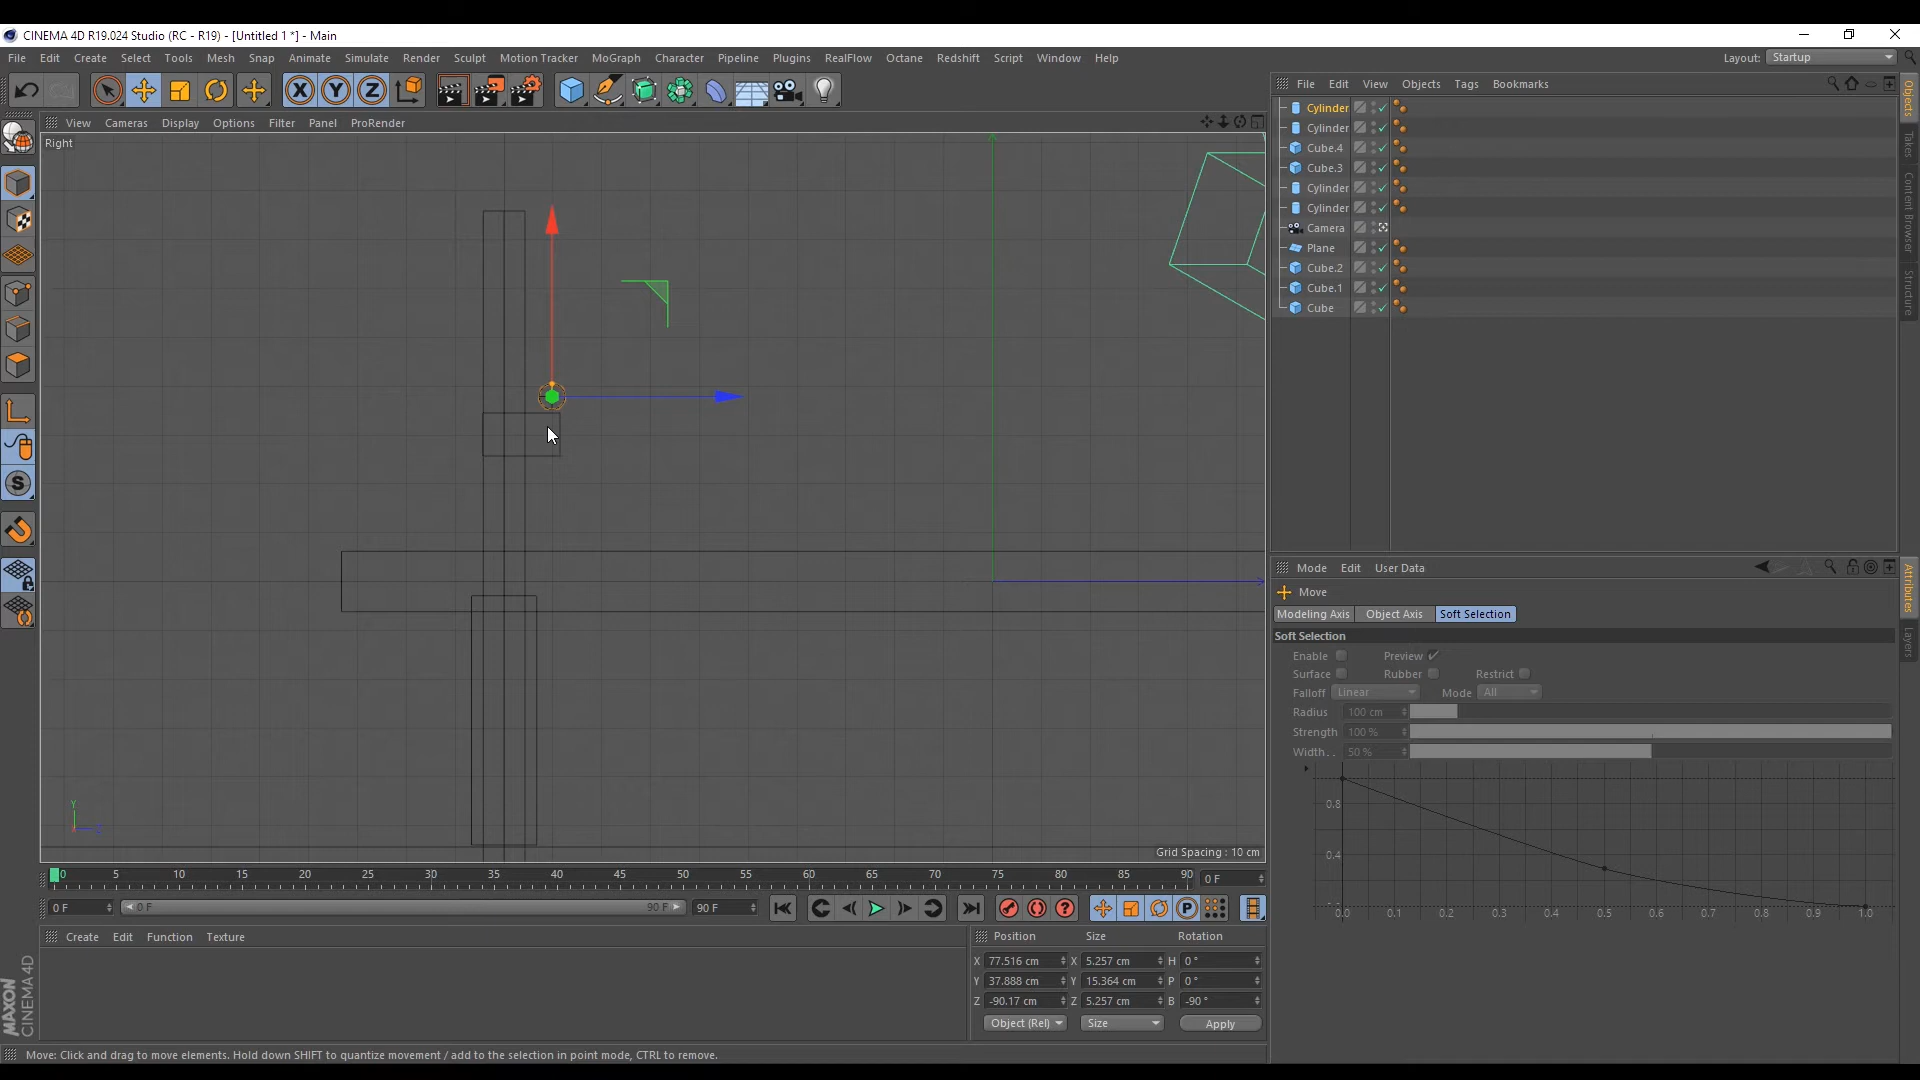 CINEMA 4D R19.024 Studio (RC - R19) - [Untitled 1 *] - Main
File Edit Create Select Tools Mesh Snap Animate Simulate Render Sculpt Motion Tracker MoGraph Character Pipeline Plugins RealFlow Octane Redshift Script Window Help
Layout: Startup
X Y Z
File Edit View Objects Tags Bookmarks
View Cameras Display Options Filter Panel ProRender
Right
Cylinder
Cylinder
Cube.4
Cube.3
Cylinder
Cylinder
Camera
Plane
Cube.2
Cube.1
Cube
Objects
Takes
Content Browser
Structure
Y
Grid Spacing : 10 cm
Mode Edit User Data
Move
Modeling Axis Object Axis Soft Selection
Soft Selection
Enable Preview
Surface Rubber Restrict
Falloff Linear Mode All
Radius 100 cm
Strength 100 %
Width. . 50 %
0.8
0.4
0.0 0.1 0.2 0.3 0.4 0.5 0.6 0.7 0.8 0.9 1.0
Attributes
Layers
0 5 10 15 20 25 30 35 40 45 50 55 60 65 70 75 80 85 90
0 F
0 F 0 F 90 F 90 F
Create Edit Function Texture
Position Size Rotation
X 77.516 cm X 5.257 cm H 0 °
Y 37.888 cm Y 15.364 cm P 0 °
Z -90.17 cm Z 5.257 cm B -90 °
Object (Rel) Size Apply
MAXON
CINEMA 4D
Move: Click and drag to move elements. Hold down SHIFT to quantize movement / add to the selection in point mode, CTRL to remove.